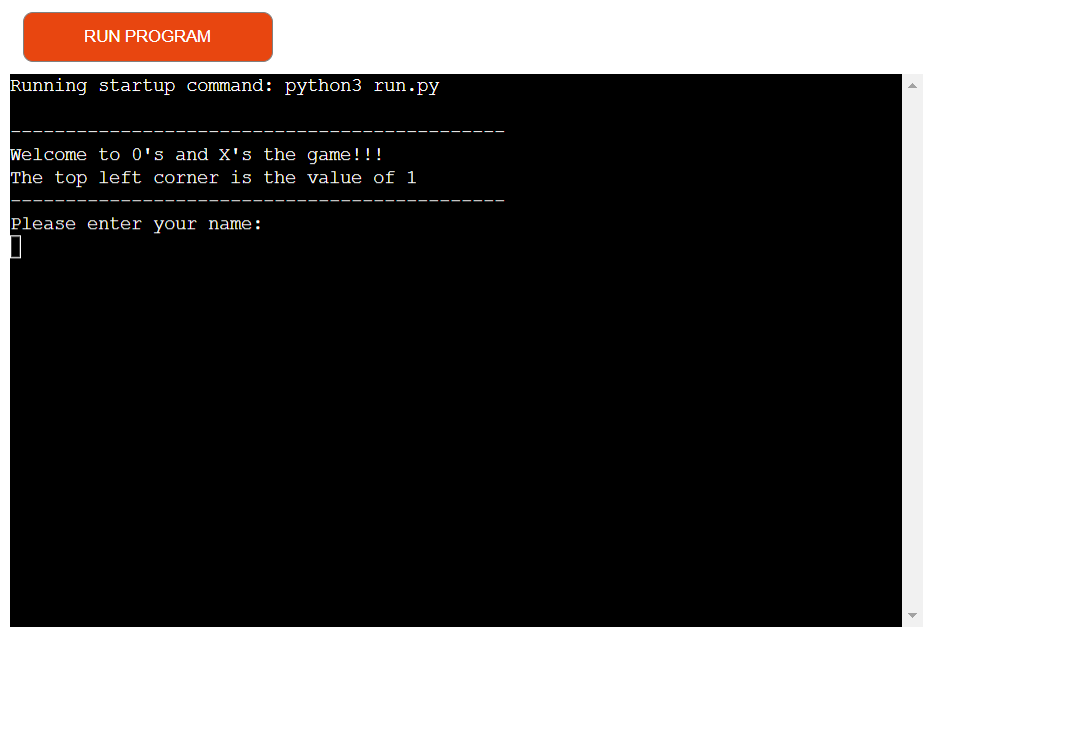 RUN PROGRAM
Running startup command: python3 run.py
---------------------------------------------
Welcome to 0's and X's the game!!!
The top left corner is the value of 1
---------------------------------------------
Please enter your name: